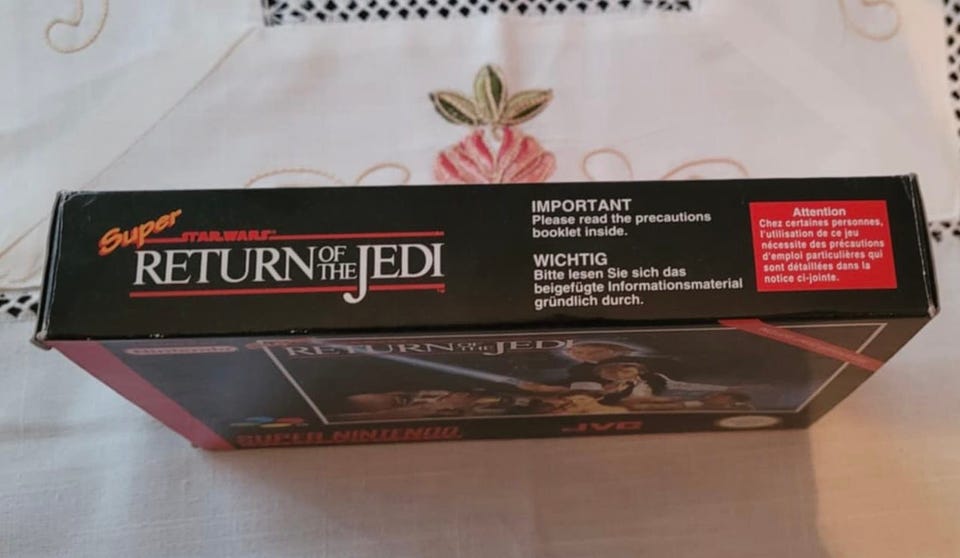 Super
STAR WARS
RETURN OF THE JEDI
IMPORTANT
Please read the precautions
booklet inside.
WICHTIG
Bitte lesen Sie sich das
beigefügte Informationsmaterial
gründlich durch.
Attention
Chez certaines personnes,
l'utilisation de ce jeu
nécessite des précautions
d'emploi particulières qui
sont détaillées dans la
notice ci-jointe.
Nintendo
RETURN OF THE JEDI
SUPER NINTENDO
JVC